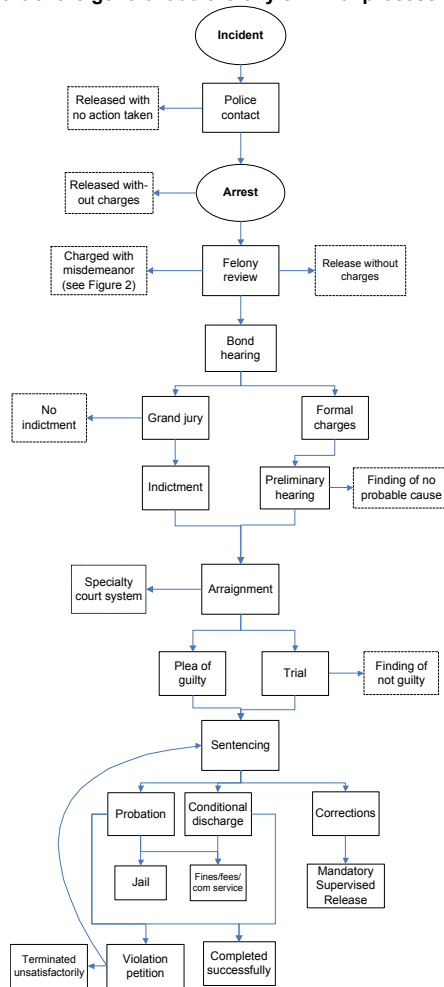 Incident
Released with
no action taken
Police
contact
Released with-
out charges
Arrest
Charged with
misdemeanor
(see Figure 2)
Felony
review
Release without
charges
Bond
hearing
No
indictment
Grand jury
Formal
charges
Indictment
Preliminary
hearing
Finding of no
probable cause
Specialty
court system
Arraignment
Plea of
guilty
Trial
Finding of
not guilty
Sentencing
Probation
Conditional
discharge
Corrections
Jail
Fines/fees/
com service
Mandatory
Supervised
Release
Terminated
unsatisfactorily
Violation
petition
Completed
successfully